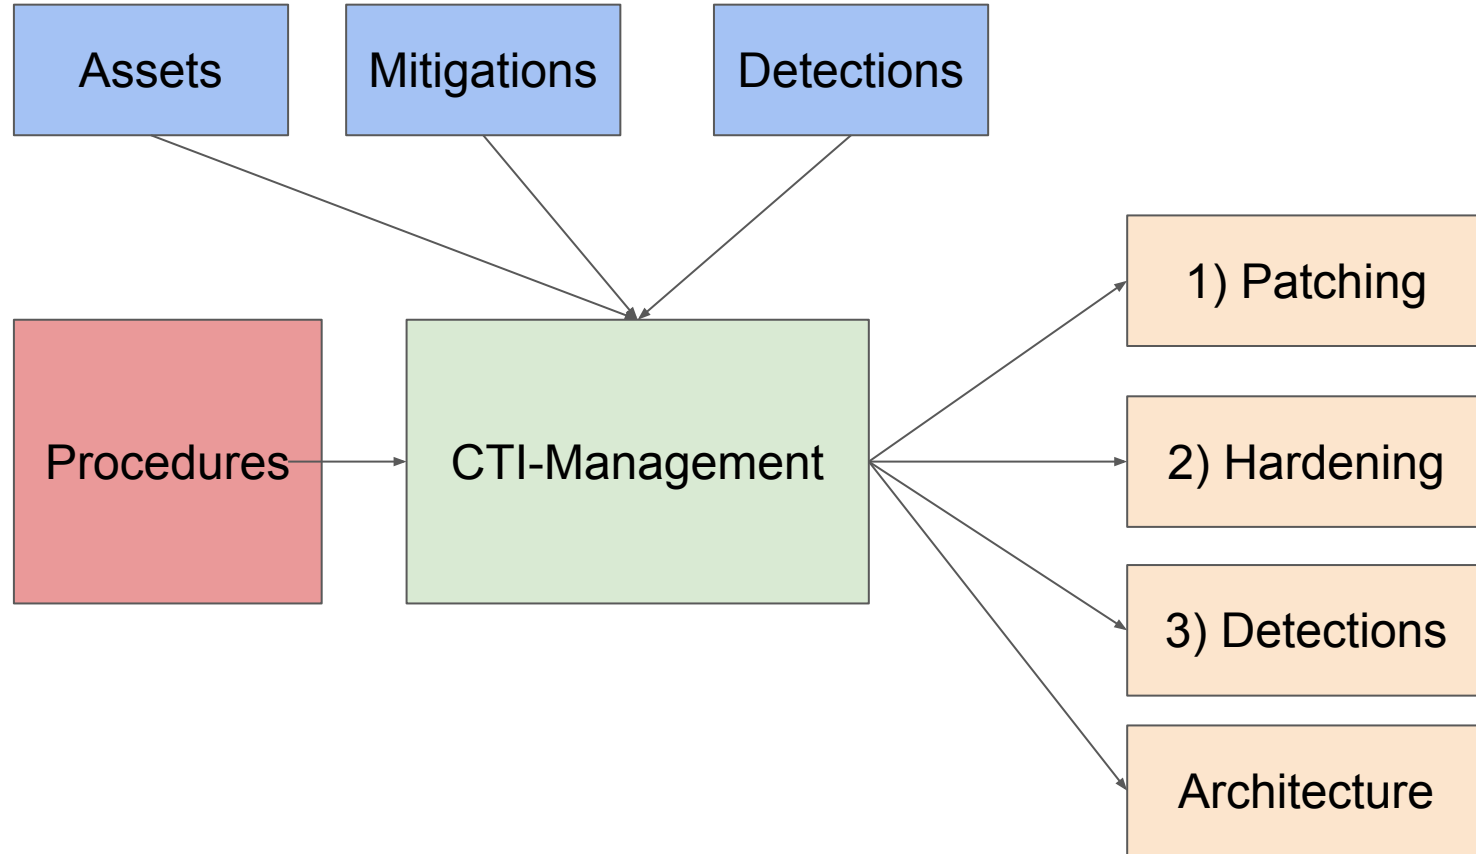 Assets
Mitigations
Detections
1) Patching
Procedures
CTI-Management
2) Hardening
3) Detections
Architecture